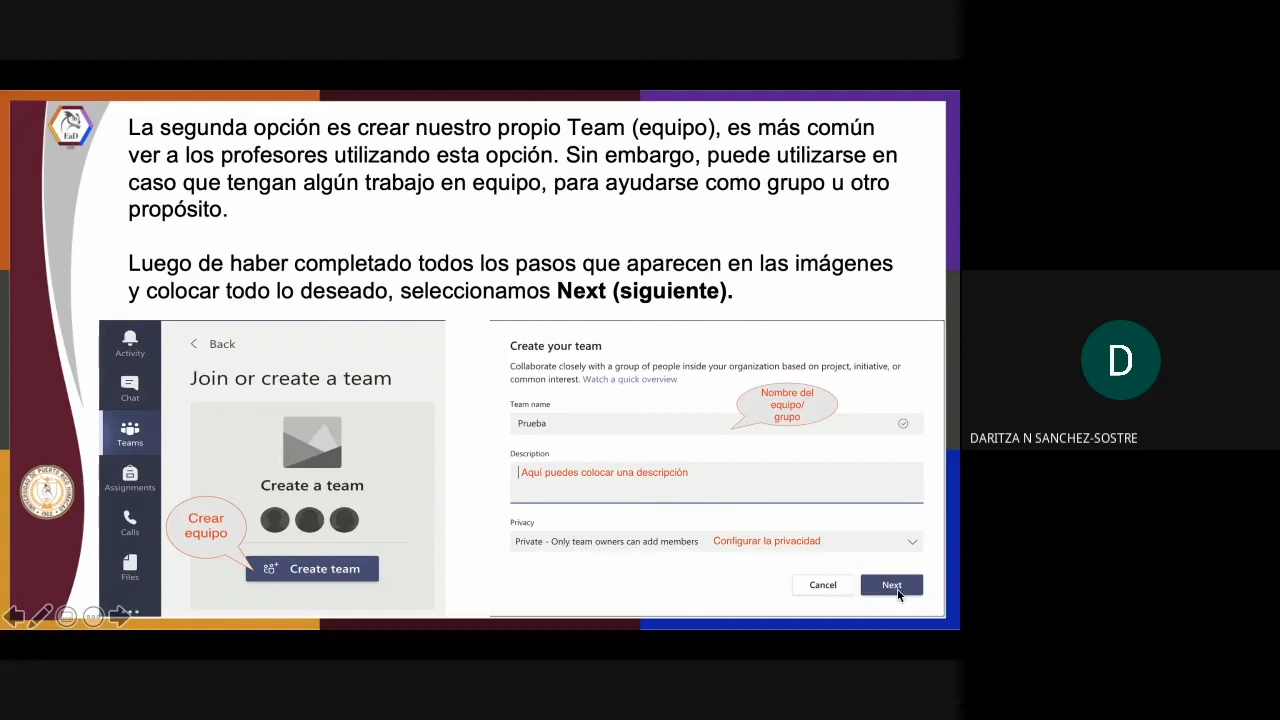 EaD
La segunda opción es crear nuestro propio Team (equipo), es más común
ver a los profesores utilizando esta opción. Sin embargo, puede utilizarse en
caso que tengan algún trabajo en equipo, para ayudarse como grupo u otro
propósito.
Luego de haber completado todos los pasos que aparecen en las imágenes
y colocar todo lo deseado, seleccionamos Next (siguiente).
Activity
Chat
Teams
Assignments
Calls
Files
Back
Join or create a team
Create a team
Crear
equipo
Create team
Create your team
Collaborate closely with a group of people inside your organization based on project, initiative, or
common interest. Watch a quick overview
Team name
Nombre del
equipo/
grupo
Prueba
Description
Aqui puedes colocar una descripción
Privacy
Private - Only team owners can add members Configurar la privacidad
Cancel
Next
D
DARITZA N SANCHEZ-SOSTRE